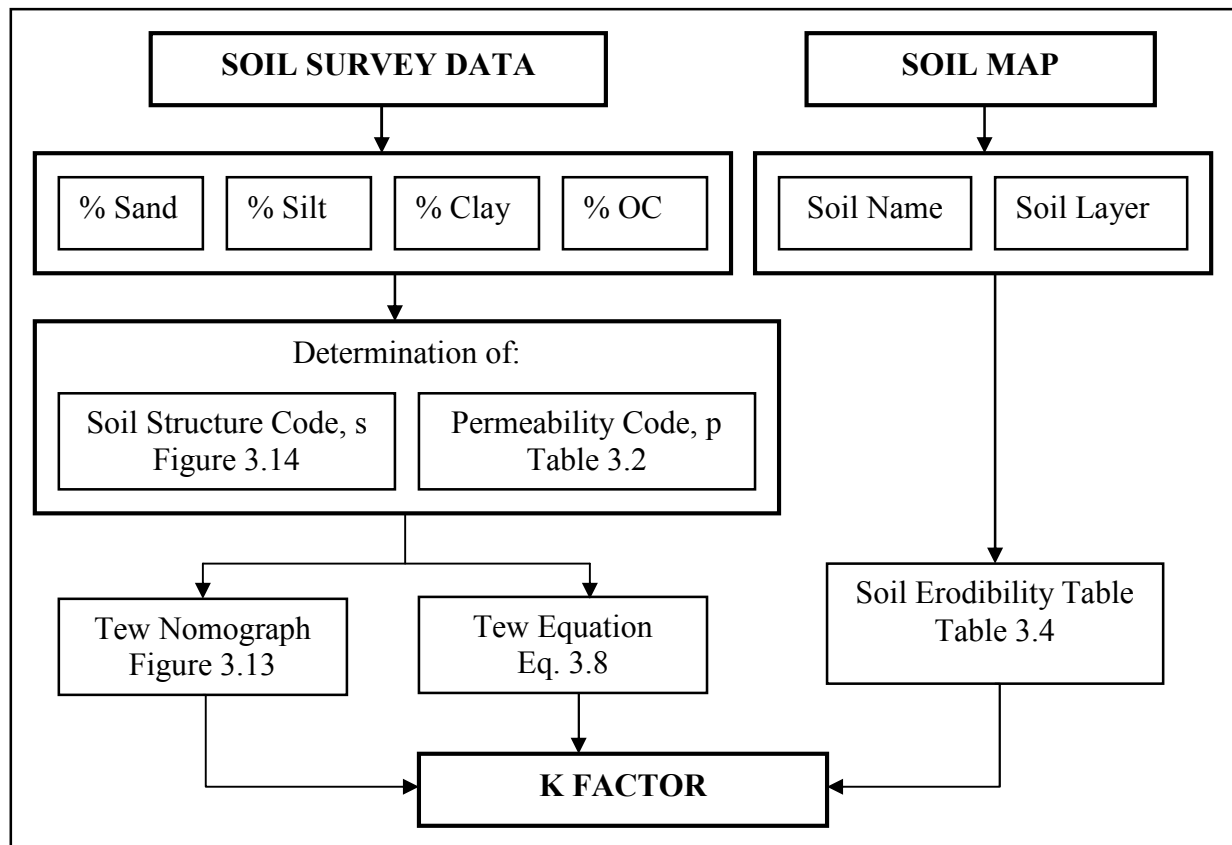 SOIL SURVEY DATA
SOIL MAP
% Sand
% Silt
% Clay
% OC
Soil Name
Soil Layer
Determination of:
Soil Structure Code, s
Figure 3.14
Permeability Code, p
Table 3.2
Tew Nomograph
Figure 3.13
Tew Equation
Eq. 3.8
Soil Erodibility Table
Table 3.4
K FACTOR